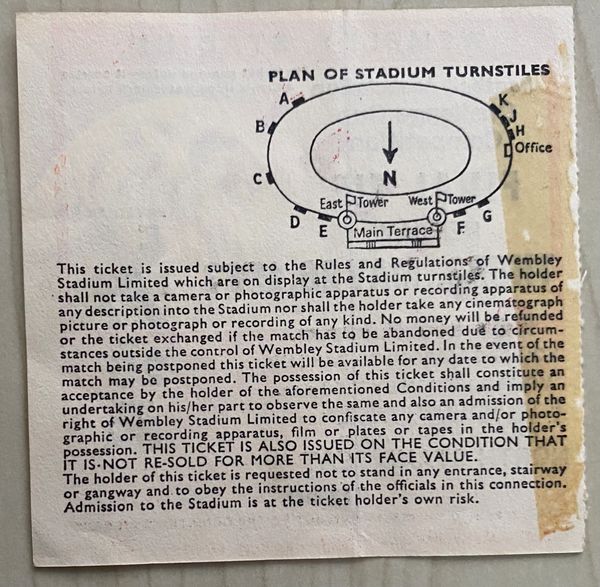 PLAN OF STADIUM TURNSTILES
A
K
J
B
H
Office
N
C
East Tower
West Tower
D
E
F
G
Main Terrace
This ticket is issued subject to the Rules and Regulations of Wembley
Stadium Limited which are on display at the Stadium turnstiles. The holder
shall not take a camera or photographic apparatus or recording apparatus of
any description into the Stadium nor shall the holder take any cinematograph
picture or photograph or recording of any kind. No money will be refunded
or the ticket exchanged if the match has to be abandoned due to circum-
stances outside the control of Wembley Stadium Limited. In the event of the
match being postponed this ticket will be available for any date to which the
match may be postponed. The possession of this ticket shall constitute an
acceptance by the holder of the aforementioned Conditions and imply an
undertaking on his/her part to observe the same and also an admission of the
right of Wembley Stadium Limited to confiscate any camera and/or photo-
graphic or recording apparatus, film or plates or tapes in the holder's
possession. THIS TICKET IS ALSO ISSUED ON THE CONDITION THAT
IT IS NOT RE-SOLD FOR MORE THAN ITS FACE VALUE.
The holder of this ticket is requested not to stand in any entrance, stairway
or gangway and to obey the instructions of the officials in this connection.
Admission to the Stadium is at the ticket holder's own risk.